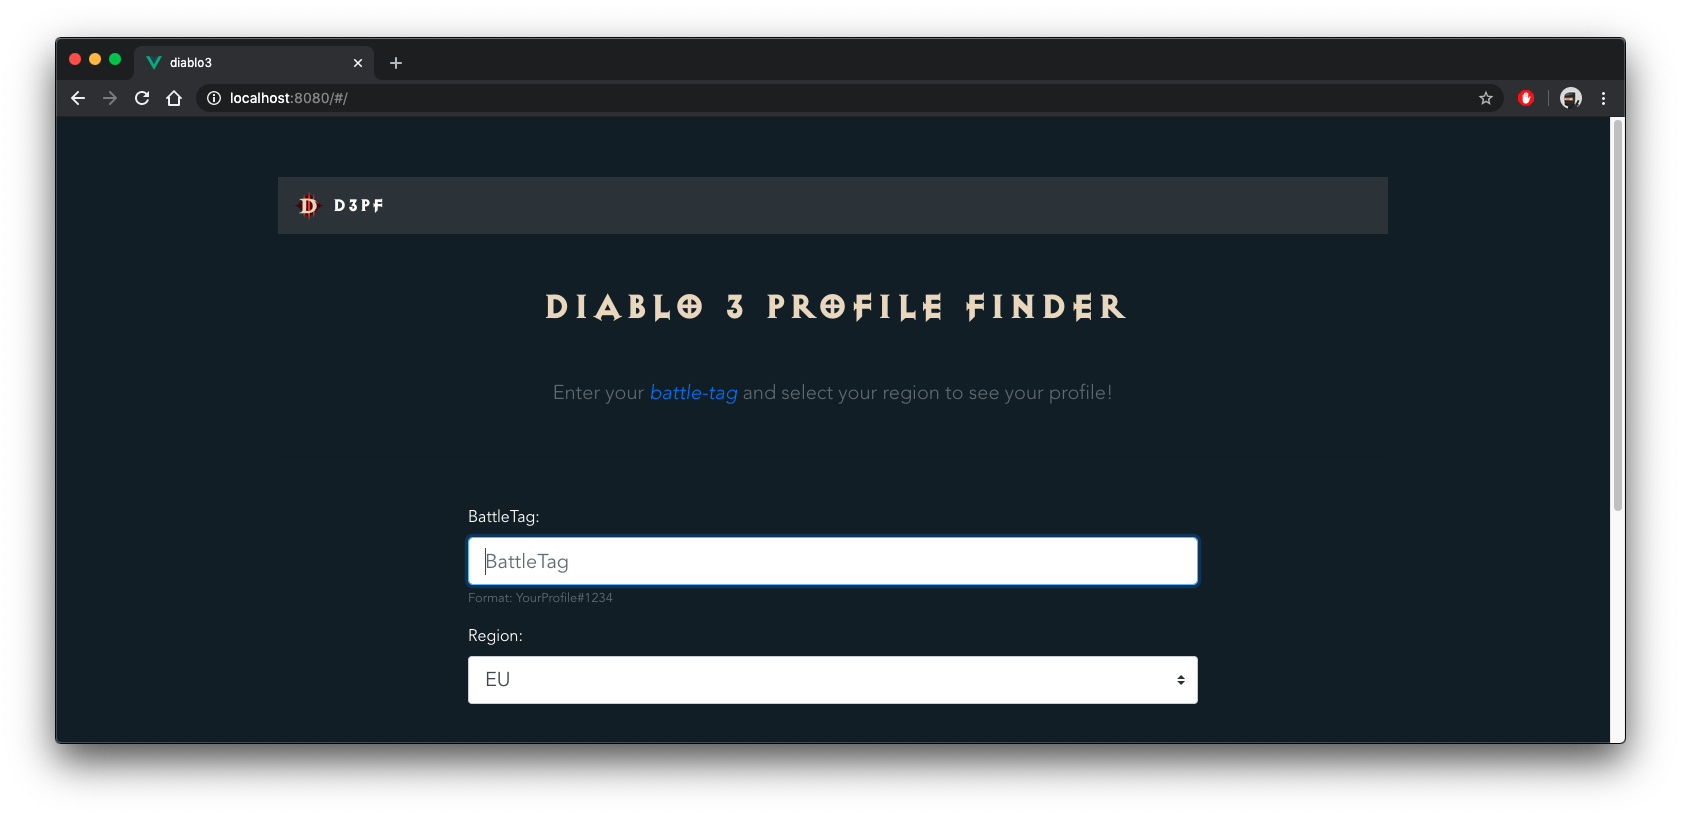 diablo3
localhost:8080/#/
D D3PF
DIABLO 3 PROFILE FINDER
Enter your battle-tag and select your region to see your profile!
BattleTag:
BattleTag
Format: YourProfile#1234
Region:
EU